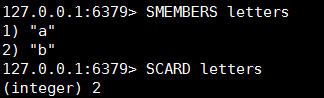 127.0.0.1:6379> SMEMBERS letters
1) "a"
2) "b"
127.0.0.1:6379> SCARD letters
(integer) 2